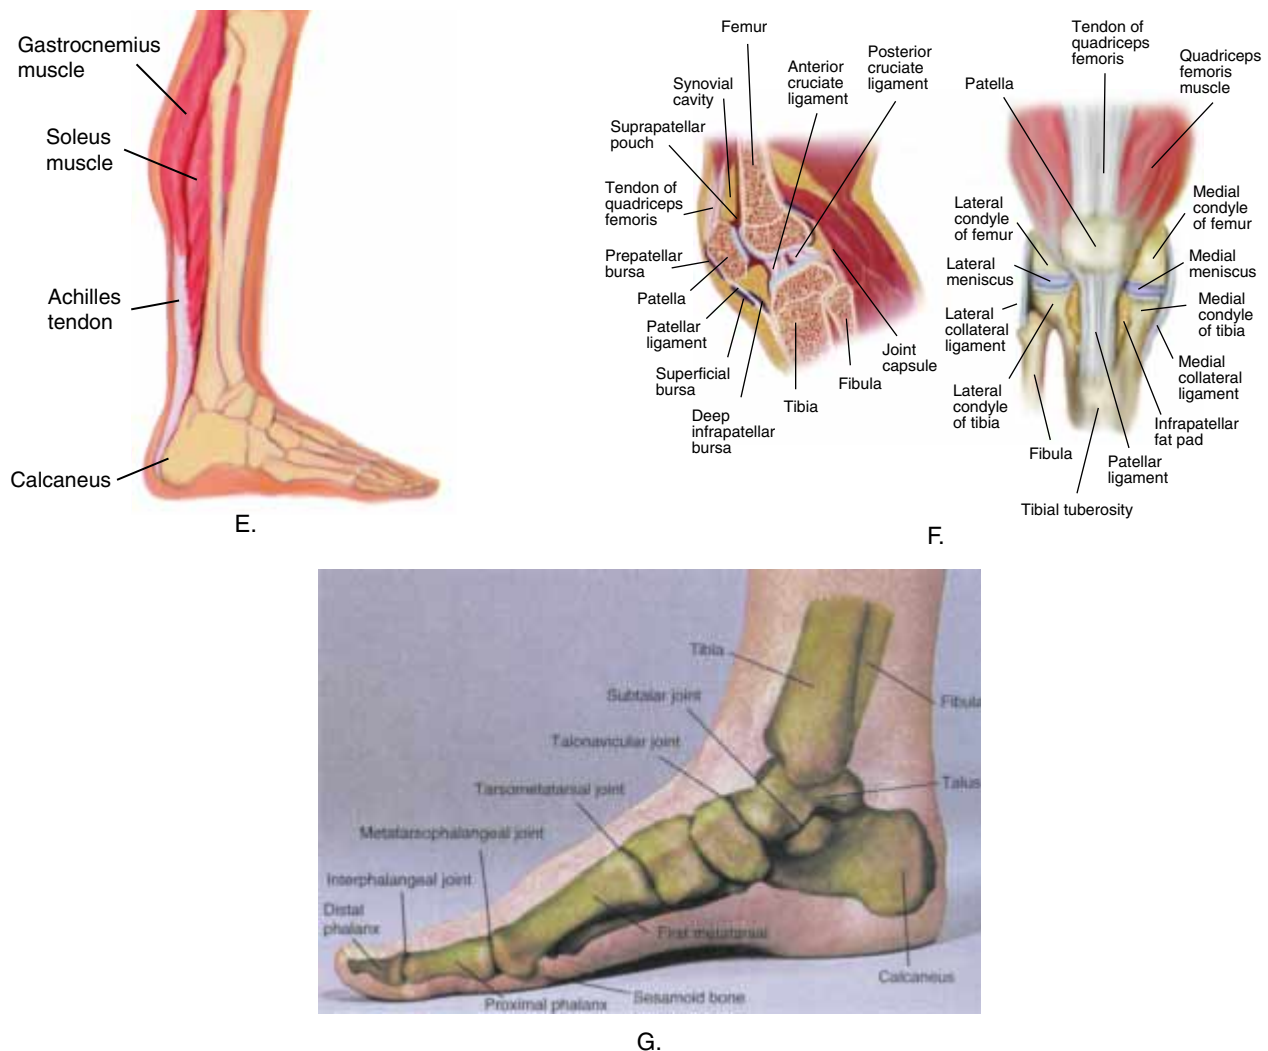 Gastrocnemius
muscle
Soleus
muscle
Achilles
tendon
Calcaneus
E.
Femur
Synovial
cavity
Anterior
cruciate
ligament
Posterior
cruciate
ligament
Suprapatellar
pouch
Tendon of
quadriceps
femoris
Prepatellar
bursa
Patella
Patellar
ligament
Superficial
bursa
Deep
infrapatellar
bursa
Tibia
Fibula
Joint
capsule
Tendon of
quadriceps
femoris
Patella
Quadriceps
femoris
muscle
Lateral
condyle
of femur
Lateral
meniscus
Lateral
collateral
ligament
Lateral
condyle
of tibia
Fibula
Tibial tuberosity
Medial
condyle
of femur
Medial
meniscus
Medial
condyle
of tibia
Medial
collateral
ligament
Infrapatellar
fat pad
Patellar
ligament
F.
Tibia
Subtalar joint
Fibula
Talonavicular joint
Talus
Tarsometatarsal joint
Metatarsophalangeal joint
Interphalangeal joint
Distal
phalanx
First metatarsal
Calcaneus
Sesamoid bone
Proximal phalanx
G.